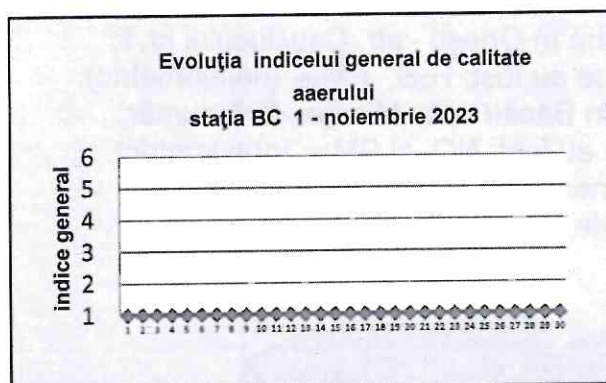 Evoluția indicelui general de calitate
aaerului
stația BC 1 - noiembrie 2023
indice general
6
5
4
3
2
1
1 2 3 4 5 6 7 8 9 10 11 12 13 14 15 16 17 18 19 20 21 22 23 24 25 26 27 28 29 30